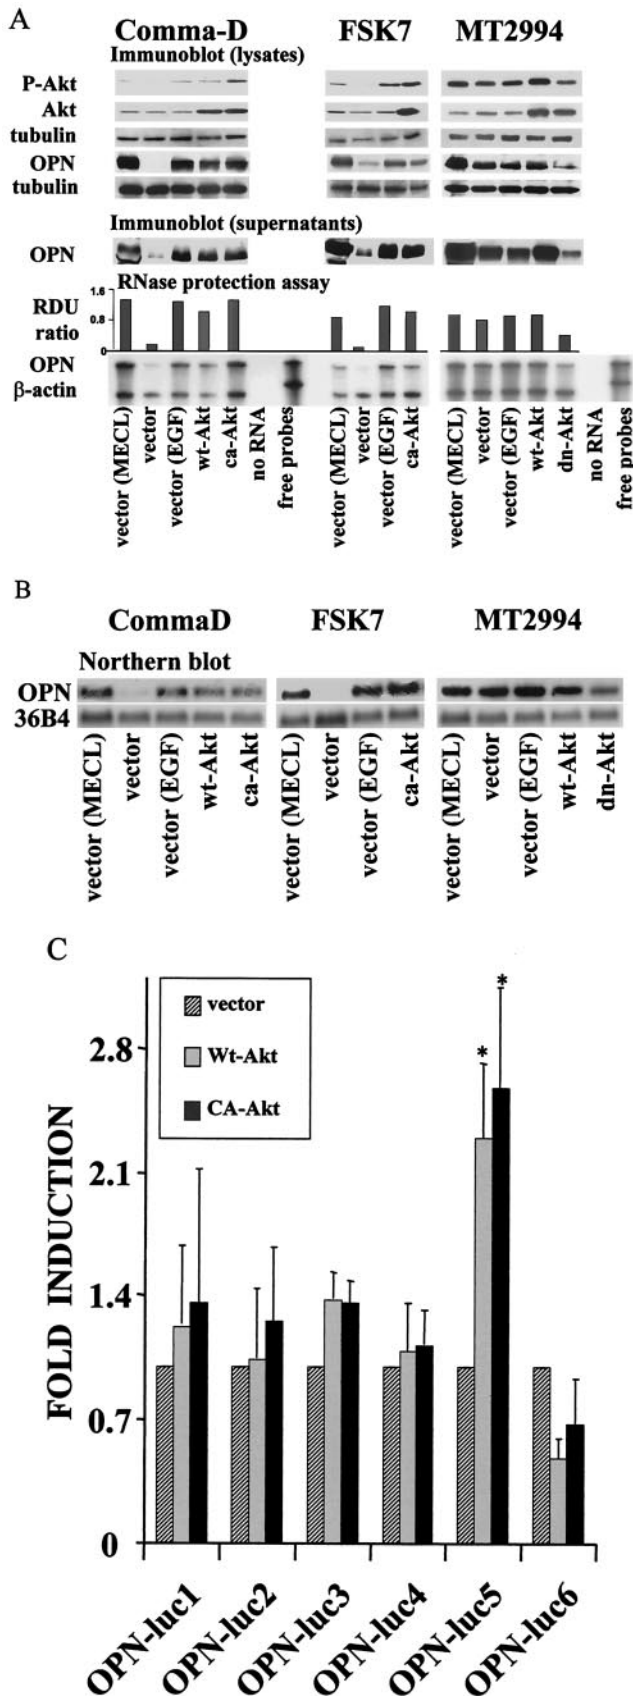 A
Comma-D FSK7 MT2994
Immunoblot (lysates)
P-Akt
Akt
tubulin
OPN
tubulin
Immunoblot (supernatants)
OPN
RNase protection assay
RDU
ratio
1.6
0.8
0
OPN
β-actin
vector (MECL)
vector
vector (EGF)
wt-Akt
ca-Akt
no RNA
free probes
vector (MECL)
vector
vector (EGF)
ca-Akt
vector (MECL)
vector
vector (EGF)
wt-Akt
dn-Akt
no RNA
free probes
B
CommaD FSK7 MT2994
Northern blot
OPN
36B4
vector (MECL)
vector
vector (EGF)
wt-Akt
ca-Akt
vector (MECL)
vector
vector (EGF)
ca-Akt
vector (MECL)
vector
vector (EGF)
wt-Akt
dn-Akt
C
vector
Wt-Akt
CA-Akt
* *
FOLD INDUCTION
2.8
2.1
1.4
0.7
0
OPN-luc1
OPN-luc2
OPN-luc3
OPN-luc4
OPN-luc5
OPN-luc6